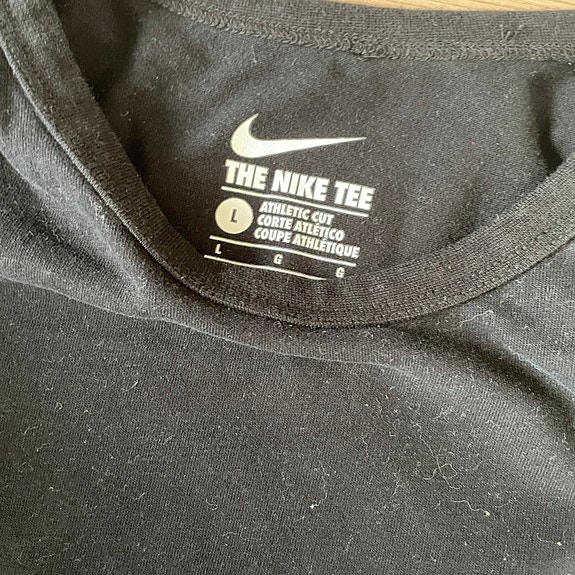 THE NIKE TEE
L
ATHLETIC CUT
CORTE ATLÉTICO
COUPE ATHLÉTIQUE
L G G